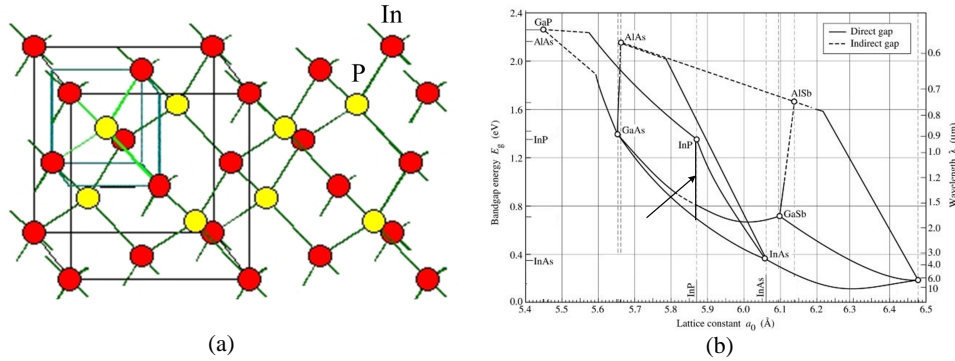 In
P
(a)
2.4
2.0
1.6
1.2
0.8
0.4
0.0
Bandgap energy Eg (eV)
GaP
AlAs
InP
GaAs
InAs
AlAs
GaAs
InP
AlSb
GaSb
InAs
InP
InAs
Direct gap
Indirect gap
0.6
0.7
0.8
0.9
1.0
1.2
1.5
2.0
3.0
4.0
6.0
10
Wavelength λ (μm)
5.4 5.5 5.6 5.7 5.8 5.9 6.0 6.1 6.2 6.3 6.4 6.5
Lattice constant a0 (Å)
(b)